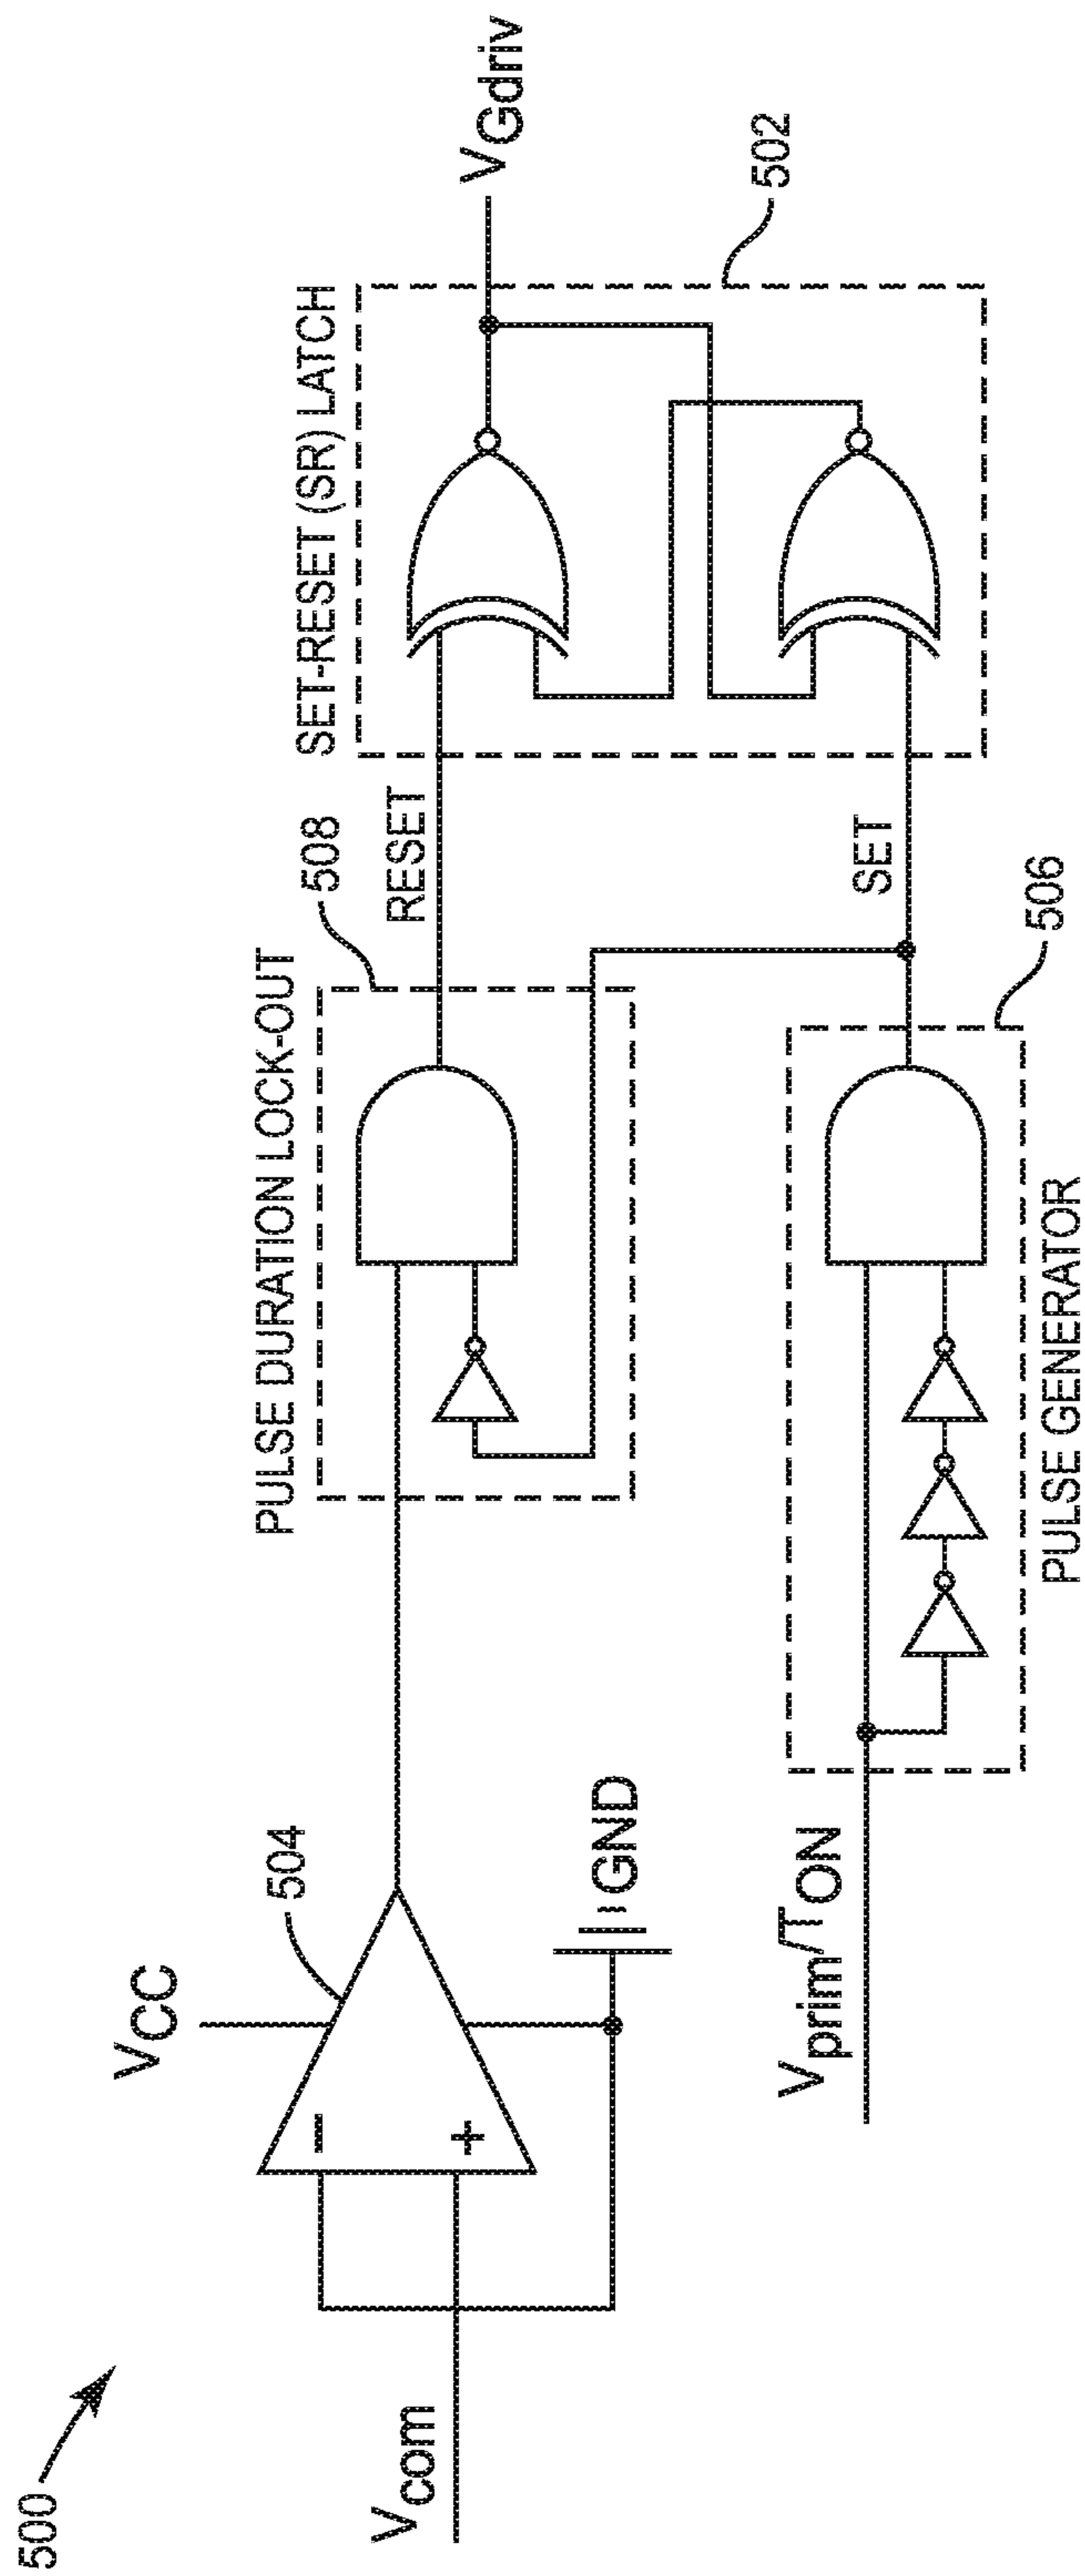 500
Vcom
VCC
504
−
+
GND
Vprim/TON
PULSE DURATION LOCK-OUT
508
RESET
SET
506
PULSE GENERATOR
SET-RESET (SR) LATCH
502
VGdriv